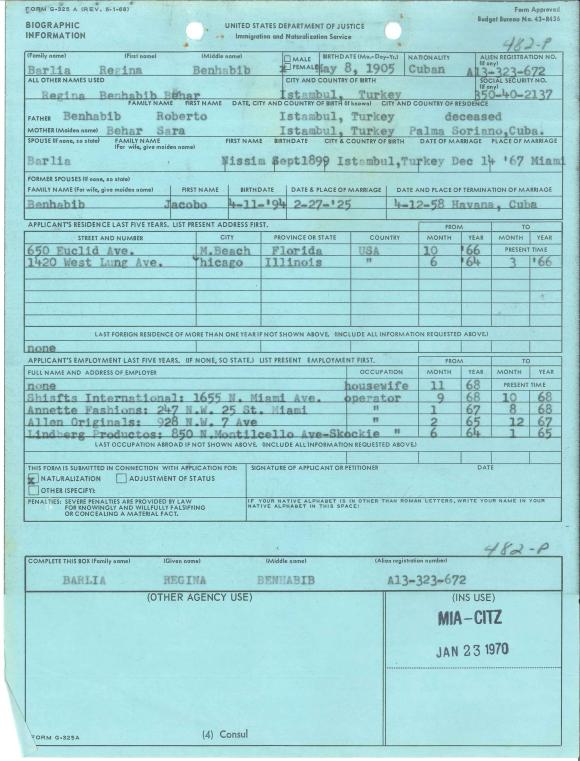 FORM G-325 A (REV. 5-1-68)
Form Approved
Budget Bureau No. 43-R436
BIOGRAPHIC INFORMATION
UNITED STATES DEPARTMENT OF JUSTICE
Immigration and Naturalization Service
482-P
(Family name) (First name) (Middle name) MALE FEMALE BIRTHDATE (Mo.-Day-Yr.) NATIONALITY ALIEN REGISTRATION NO. (If any)
Barlia Regina Benhabib x May 8, 1905 Cuban A13-323-672
ALL OTHER NAMES USED CITY AND COUNTRY OF BIRTH SOCIAL SECURITY NO. (If any)
Regina Benhabib Behar Istambul, Turkey 350-40-2137
FAMILY NAME FIRST NAME DATE, CITY AND COUNTRY OF BIRTH (If known) CITY AND COUNTRY OF RESIDENCE
FATHER Benhabib Roberto Istambul, Turkey deceased
MOTHER (Maiden name) Behar Sara Istambul, Turkey Palma Soriano, Cuba.
SPOUSE (If none, so state) FAMILY NAME (For wife, give maiden name) FIRST NAME BIRTHDATE CITY & COUNTRY OF BIRTH DATE OF MARRIAGE PLACE OF MARRIAGE
Barlia Nissim Sept1899 Istambul,Turkey Dec 14 '67 Miami
FORMER SPOUSES (If none, so state)
FAMILY NAME (For wife, give maiden name) FIRST NAME BIRTHDATE DATE & PLACE OF MARRIAGE DATE AND PLACE OF TERMINATION OF MARRIAGE
Benhabib Jacobo 4-11-'94 2-27-'25 4-12-58 Havana, Cuba
APPLICANT'S RESIDENCE LAST FIVE YEARS. LIST PRESENT ADDRESS FIRST. FROM TO
STREET AND NUMBER CITY PROVINCE OR STATE COUNTRY MONTH YEAR MONTH YEAR
650 Euclid Ave. M.Beach Florida USA 10 '66 PRESENT TIME
1420 West Lung Ave. Chicago Illinois " 6 '64 3 '66
LAST FOREIGN RESIDENCE OF MORE THAN ONE YEAR IF NOT SHOWN ABOVE. (INCLUDE ALL INFORMATION REQUESTED ABOVE.)
none
APPLICANT'S EMPLOYMENT LAST FIVE YEARS. (IF NONE, SO STATE.) LIST PRESENT EMPLOYMENT FIRST. FROM TO
FULL NAME AND ADDRESS OF EMPLOYER OCCUPATION MONTH YEAR MONTH YEAR
none housewife 11 68 PRESENT TIME
Shiafts International: 1655 N. Miami Ave. operator 9 68 10 68
Annette Fashions: 247 N.W. 25 St. Miami " 1 67 8 68
Allen Originals: 928 N.W. 7 Ave " 2 65 12 67
Lindberg Productos: 850 N.Montilcello Ave-Skockie " 6 64 1 65
LAST OCCUPATION ABROAD IF NOT SHOWN ABOVE. (INCLUDE ALL INFORMATION REQUESTED ABOVE.)
THIS FORM IS SUBMITTED IN CONNECTION WITH APPLICATION FOR: SIGNATURE OF APPLICANT OR PETITIONER DATE
x NATURALIZATION ADJUSTMENT OF STATUS
OTHER (SPECIFY):
PENALTIES: SEVERE PENALTIES ARE PROVIDED BY LAW FOR KNOWINGLY AND WILLFULLY FALSIFYING OR CONCEALING A MATERIAL FACT.
IF YOUR NATIVE ALPHABET IS IN OTHER THAN ROMAN LETTERS, WRITE YOUR NAME IN YOUR NATIVE ALPHABET IN THIS SPACE:
482-P
COMPLETE THIS BOX (Family name) (Given name) (Middle name) (Alien registration number)
BARLIA REGINA BENHABIB A13-323-672
(OTHER AGENCY USE) (INS USE)
MIA-CITZ
JAN 23 1970
FORM G-325A
(4) Consul